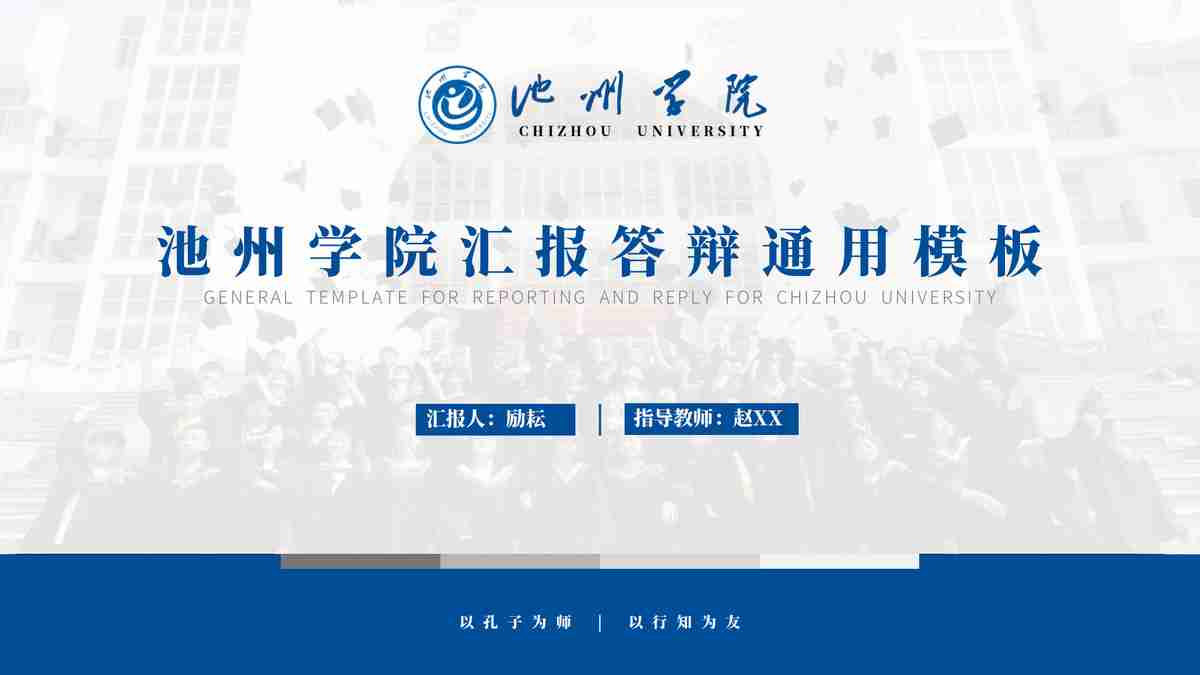 池州学院
CHIZHOU UNIVERSITY
池州学院汇报答辩通用模板
GENERAL TEMPLATE FOR REPORTING AND REPLY FOR CHIZHOU UNIVERSITY
汇报人：励耘 | 指导教师：赵XX
以孔子为师 | 以行知为友